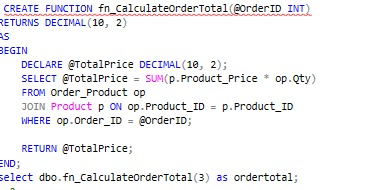 CREATE FUNCTION fn_CalculateOrderTotal(@OrderID INT)
RETURNS DECIMAL(10, 2)
AS
BEGIN
DECLARE @TotalPrice DECIMAL(10, 2);
SELECT @TotalPrice = SUM(p.Product_Price * op.Qty)
FROM Order_Product op
JOIN Product p ON op.Product_ID = p.Product_ID
WHERE op.Order_ID = @OrderID;
RETURN @TotalPrice;
END;
select dbo.fn_CalculateOrderTotal(3) as ordertotal;